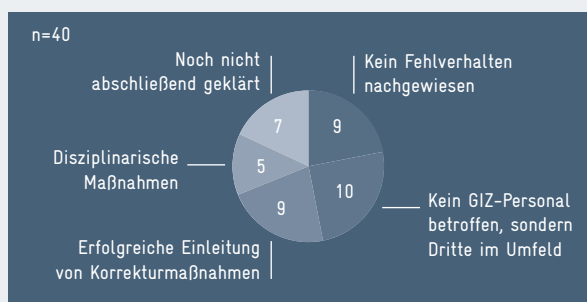 n=40
Noch nicht
abschließend geklärt
Kein Fehlverhalten
nachgewiesen
7
9
Disziplinarische
Maßnahmen
5
10
9
Kein GIZ-Personal
betroffen, sondern
Dritte im Umfeld
Erfolgreiche Einleitung
von Korrekturmaßnahmen